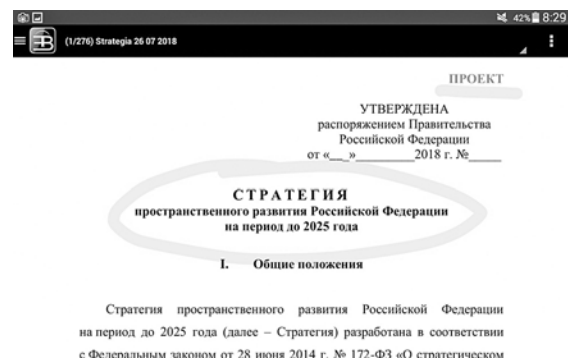 42% 8:29
(1/276) Strategia 26 07 2018
ПРОЕКТ
УТВЕРЖДЕНА
распоряжением Правительства
Российской Федерации
от «__»__________2018 г. №______
СТРАТЕГИЯ
пространственного развития Российской Федерации
на период до 2025 года
I. Общие положения
Стратегия пространственного развития Российской Федерации
на период до 2025 года (далее – Стратегия) разработана в соответствии
с Федеральным законом от 28 июня 2014 г. № 172-ФЗ «О стратегическом